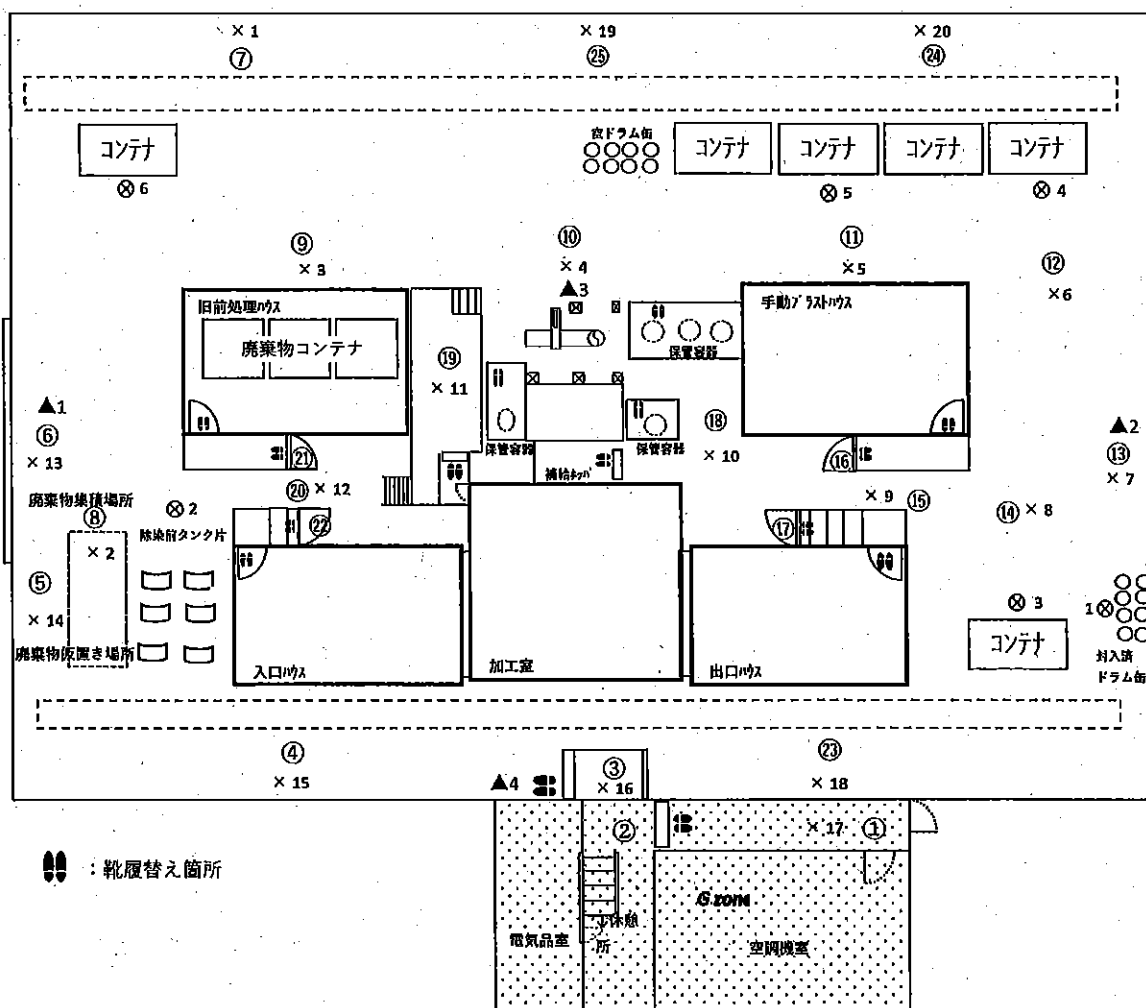 × 1 × 19 × 20
⑦ ㉕ ㉔
コンテナ 空ドラム缶 コンテナ コンテナ コンテナ コンテナ
⊗ 6 ⊗ 5 ⊗ 4
⑨ ⑩ ⑪ ⑫
× 3 × 4 × 5 × 6
▲3
旧前処理ハウス 手動ブラストハウス
廃棄物コンテナ 保管容器
⑲
× 11
▲1 ▲2
⑥ ⑱ ⑬
保管容器 保管容器
× 13 ㉑ × 10 ⑯ × 7
補給ホッパ
⑳ × 12 × 9 ⑮
廃棄物集積場所 ⊗ 2 ⑭ × 8
⑧ 除染前タンク片 ㉒ ⑰
× 2
⑤
× 14 ⊗ 3 1 ⊗
廃棄物仮置き場所 コンテナ 封入済
ドラム缶
入口ハウス 加工室 出口ハウス
④ ㉓
× 15 ▲4 ③ × 18
× 16
② × 17 ①
：靴履替え箇所
G zone
電気品室 休憩所 空調機室